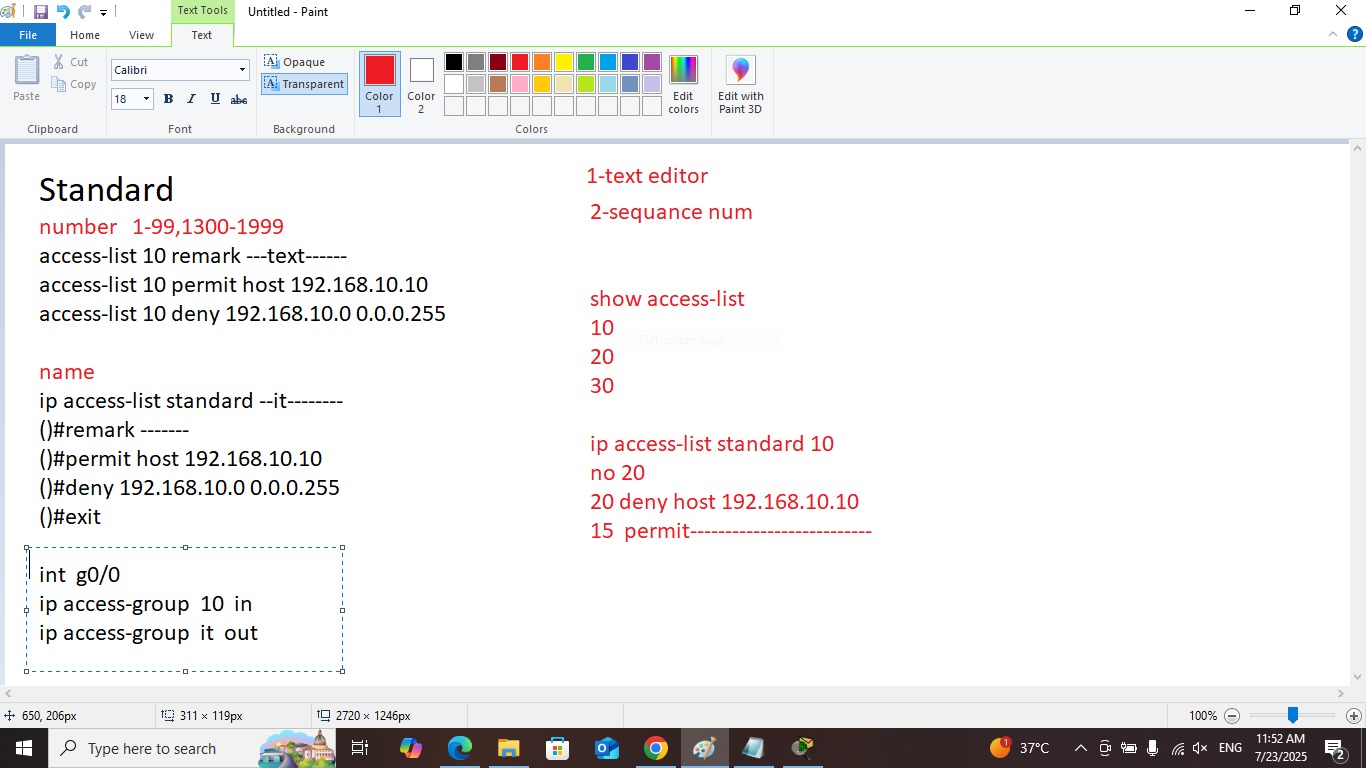 Text Tools
Untitled - Paint
File
Home
View
Text
Paste
Cut
Copy
Clipboard
Calibri
18
B
I
U
abc
Font
Opaque
Transparent
Background
Color 1
Color 2
Edit colors
Edit with Paint 3D
Colors
Standard
number 1-99,1300-1999
access-list 10 remark ---text------
access-list 10 permit host 192.168.10.10
access-list 10 deny 192.168.10.0 0.0.0.255
name
ip access-list standard --it--------
()#remark -------
()#permit host 192.168.10.10
()#deny 192.168.10.0 0.0.0.255
()#exit
int g0/0
ip access-group 10 in
ip access-group it out
1-text editor
2-sequance num
show access-list
10
20
30
ip access-list standard 10
no 20
20 deny host 192.168.10.10
15 permit--------------------------
Full-screen Snip
650, 206px
311 × 119px
2720 × 1246px
100%
Type here to search
1
37°C
ENG
11:52 AM
7/23/2025
2